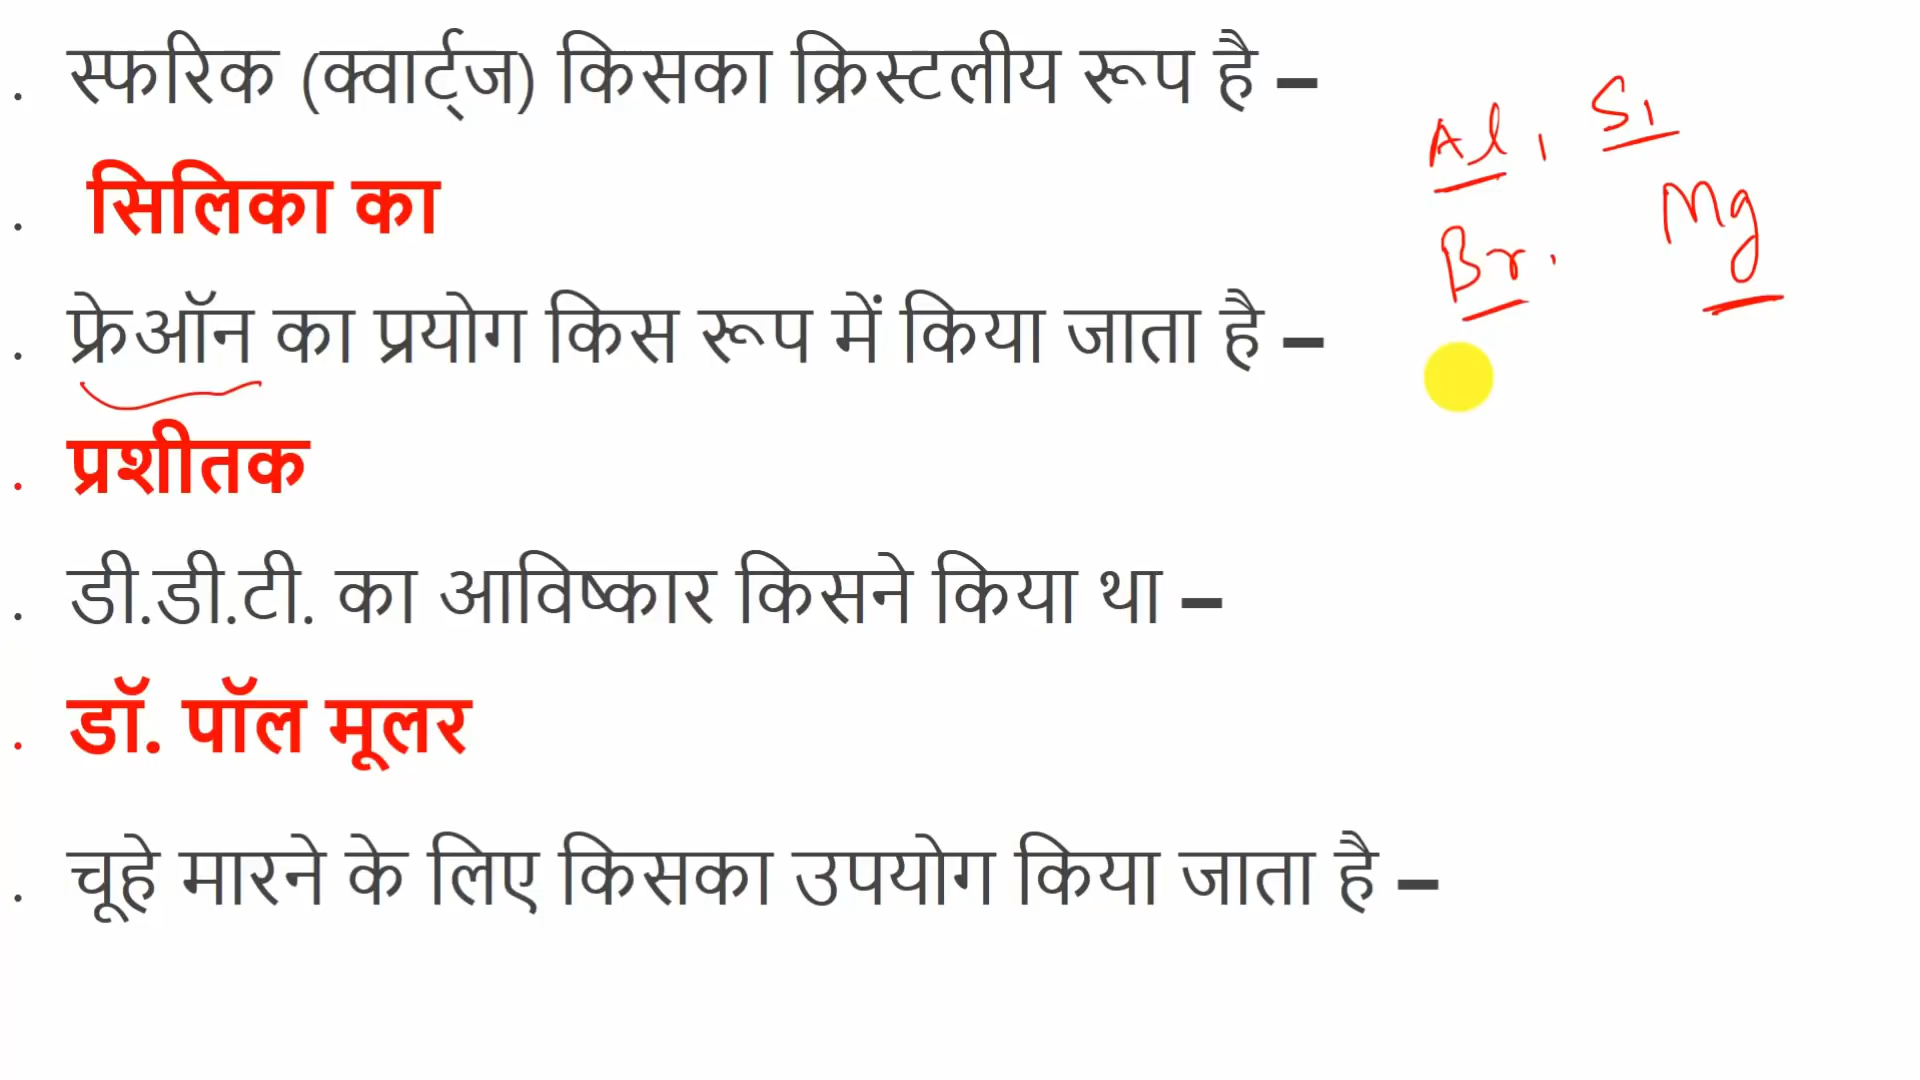 . स्फरिक (क्वार्ट्ज) किसका क्रिस्टलीय रूप है –
. सिलिका का
. फ्रेऑन का प्रयोग किस रूप में किया जाता है –
. प्रशीतक
. डी.डी.टी. का आविष्कार किसने किया था –
. डॉ. पॉल मूलर
. चूहे मारने के लिए किसका उपयोग किया जाता है –
Al, Si
Br, Mg